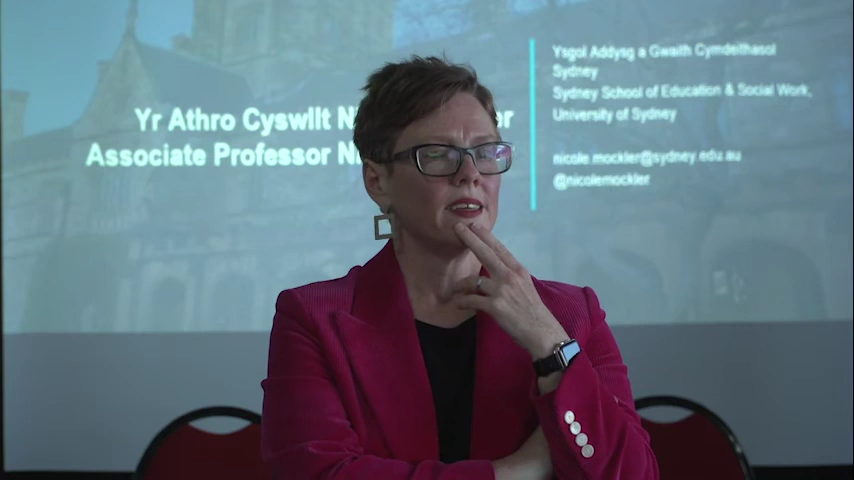 Yr Athro Cyswllt
Associate Professor
Ysgol Addysg a Gwaith Cymdeithasol
Sydney
Sydney School of Education & Social Work,
University of Sydney
nicole.mockler@sydney.edu.au
@nicolemockler